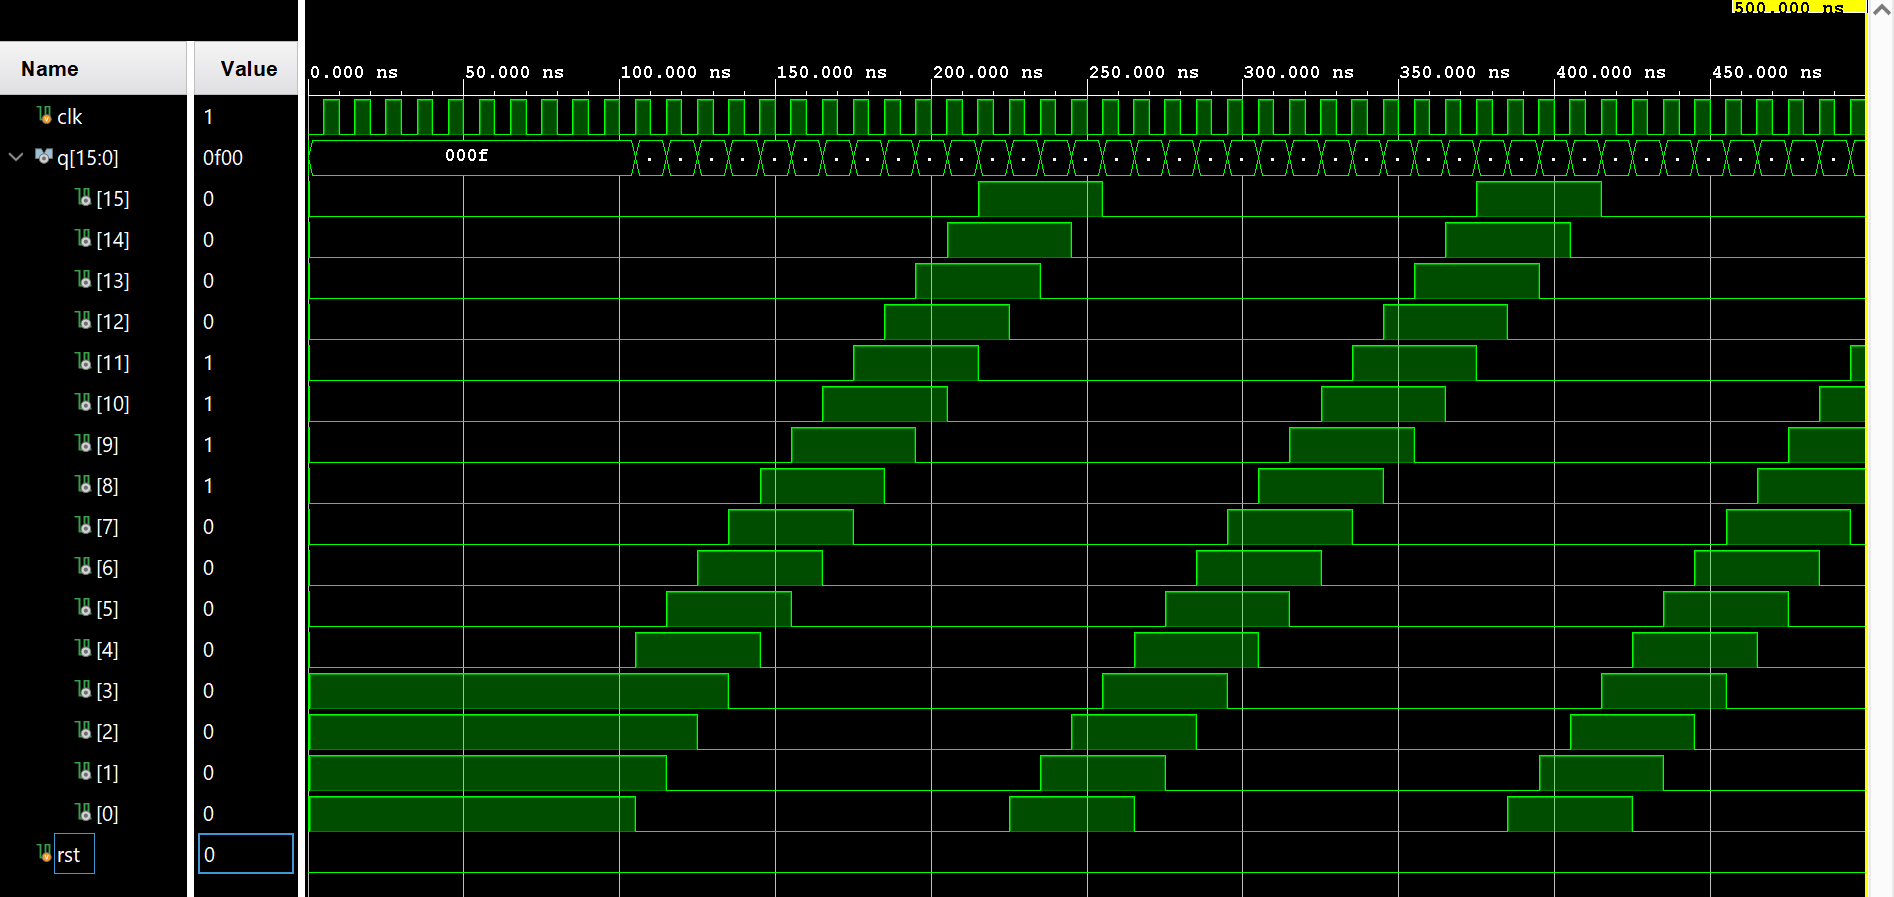 500.000 ns
Name Value
0.000 ns 50.000 ns 100.000 ns 150.000 ns 200.000 ns 250.000 ns 300.000 ns 350.000 ns 400.000 ns 450.000 ns
clk 1
q[15:0] 0f00 000f
[15] 0
[14] 0
[13] 0
[12] 0
[11] 1
[10] 1
[9] 1
[8] 1
[7] 0
[6] 0
[5] 0
[4] 0
[3] 0
[2] 0
[1] 0
[0] 0
rst 0